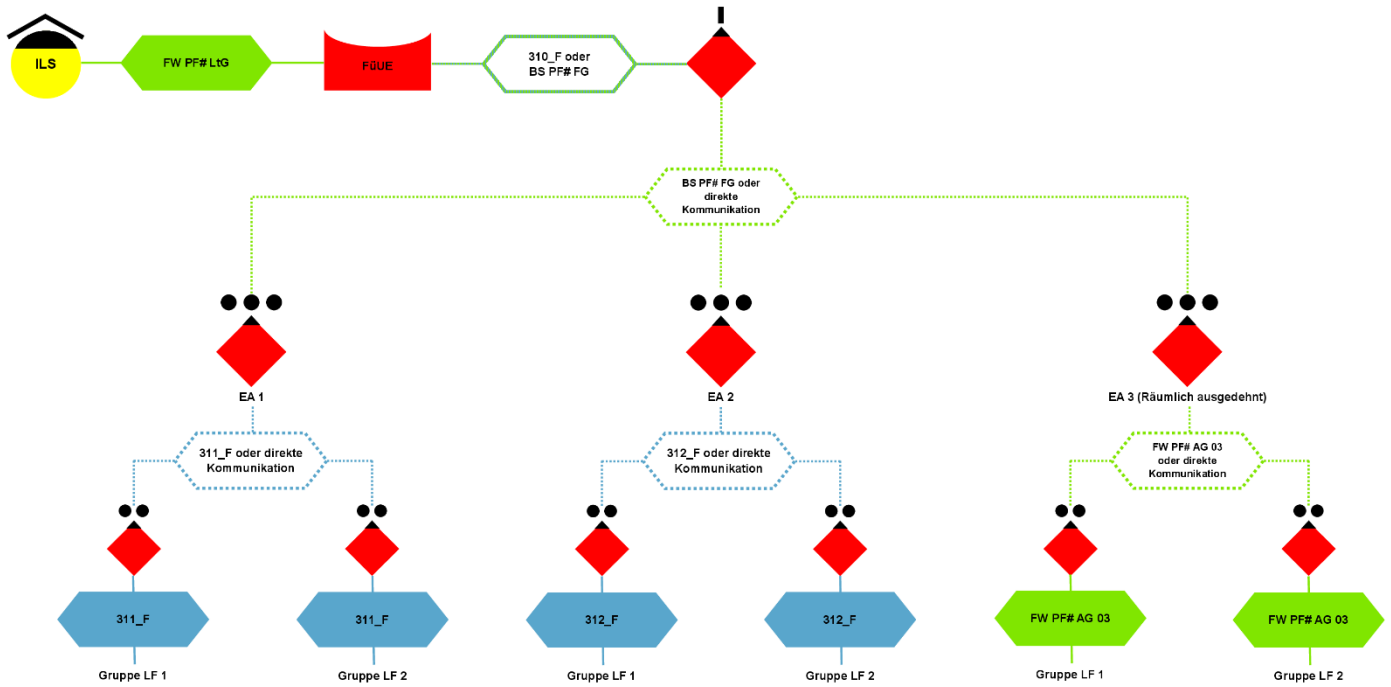 ILS
FW PF# LtG
FüUE
310_F oder
BS PF# FG
BS PF# FG oder
direkte
Kommunikation
EA 1
EA 2
EA 3 (Räumlich ausgedehnt)
311_F oder direkte
Kommunikation
312_F oder direkte
Kommunikation
FW PF# AG 03
oder direkte
Kommunikation
311_F
311_F
312_F
312_F
FW PF# AG 03
FW PF# AG 03
Gruppe LF 1
Gruppe LF 2
Gruppe LF 1
Gruppe LF 2
Gruppe LF 1
Gruppe LF 2